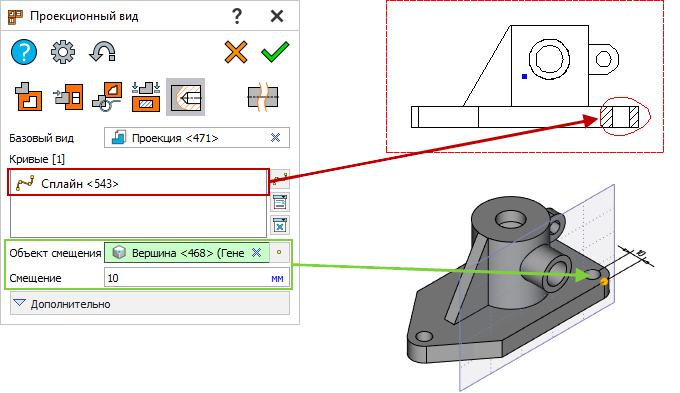 Проекционный вид ? ×
Базовый вид Проекция <471>
Кривые [1]
Сплайн <543>
Объект смещения Вершина <468> (Гене
Смещение 10 мм
Дополнительно
10